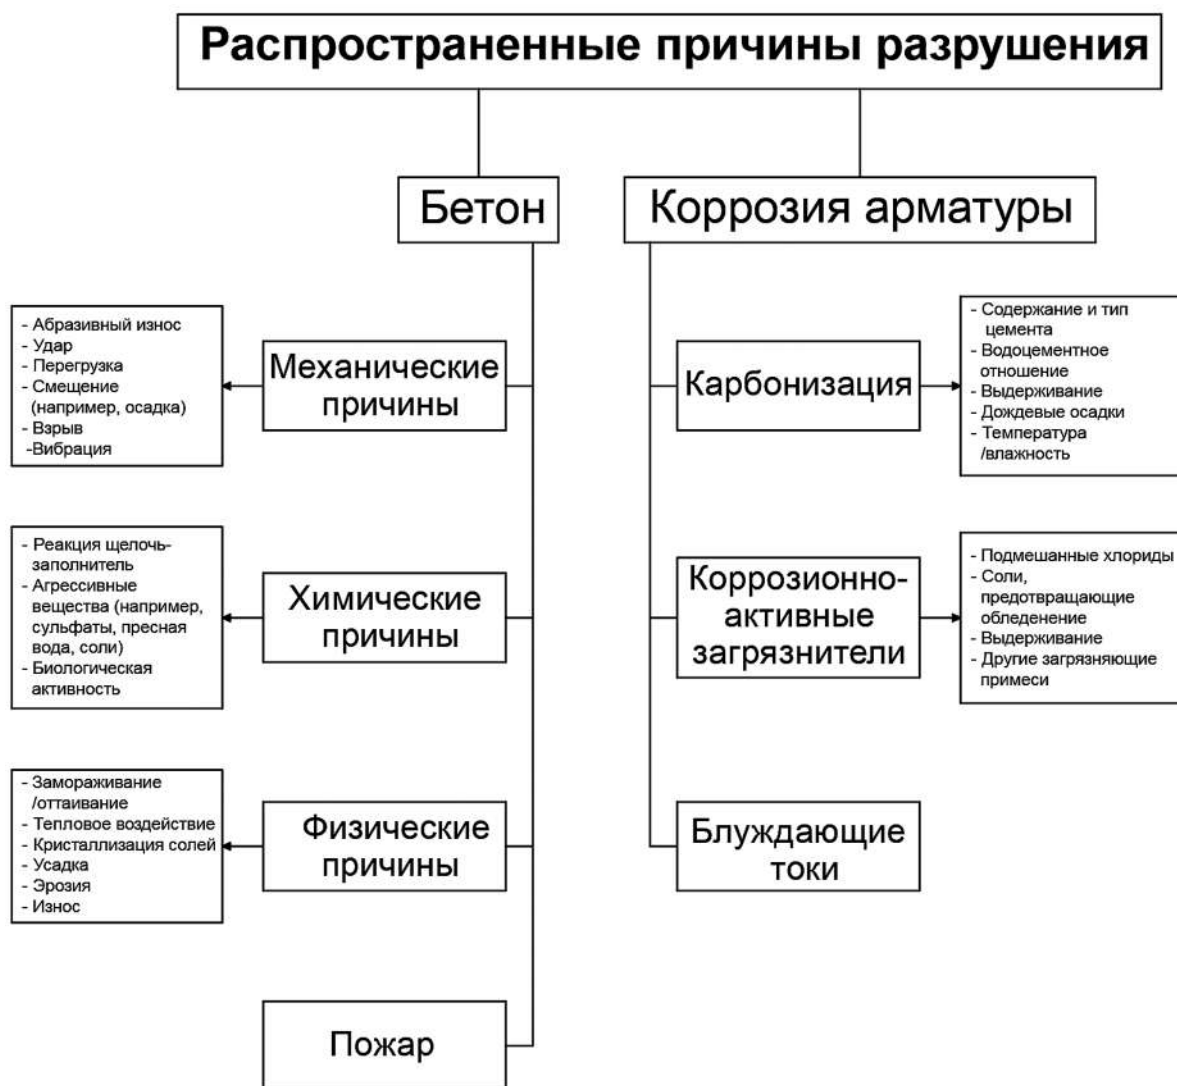 Распространенные причины разрушения
Бетон
Коррозия арматуры
- Абразивный износ
- Удар
- Перегрузка
- Смещение
(например, осадка)
- Взрыв
-Вибрация
Механические
причины
Карбонизация
- Содержание и тип
цемента
- Водоцементное
отношение
- Выдерживание
- Дождевые осадки
- Температура
/влажность
- Реакция щелочь-
заполнитель
- Агрессивные
вещества (например,
сульфаты, пресная
вода, соли)
- Биологическая
активность
Химические
причины
Коррозионно-
активные
загрязнители
- Подмешанные хлориды
- Соли,
предотвращающие
обледенение
- Выдерживание
- Другие загрязняющие
примеси
- Замораживание
/оттаивание
- Тепловое воздействие
- Кристаллизация солей
- Усадка
- Эрозия
- Износ
Физические
причины
Блуждающие
токи
Пожар